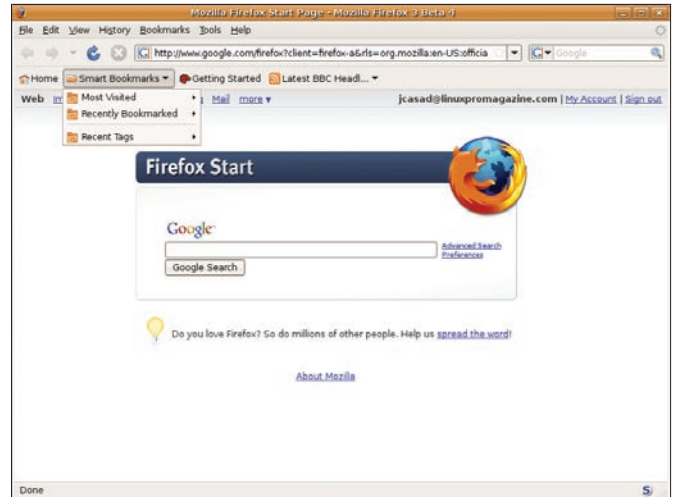 Mozilla Firefox Start Page - Mozilla Firefox 3 Beta 4
File Edit View History Bookmarks Tools Help
http://www.google.com/firefox?client=firefox-a&rls=org.mozilla:en-US:officia
Google
Home Smart Bookmarks Getting Started Latest BBC Headl...
Web Mail more jcasad@linuxpromagazine.com | My Account | Sign out
Most Visited
Recently Bookmarked
Recent Tags
Firefox Start
Google
Advanced Search
Preferences
Google Search
Do you love Firefox? So do millions of other people. Help us spread the word!
About Mozilla
Done